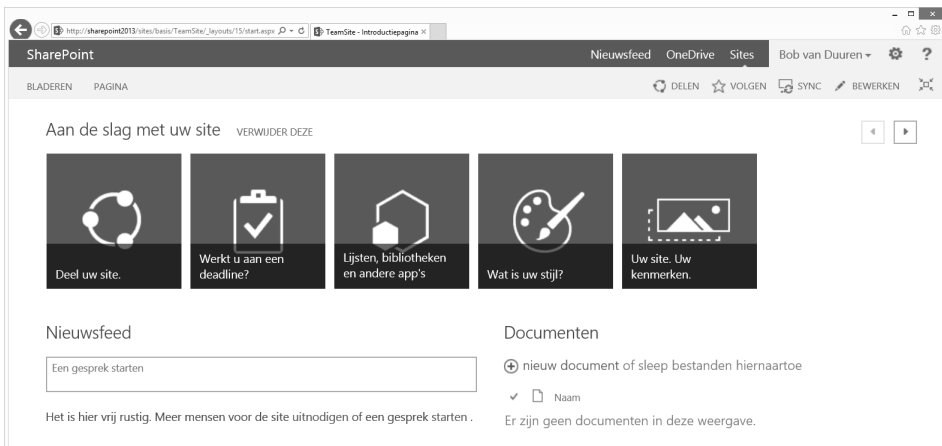 http://sharepoint2013/sites/basis/TeamSite/_layouts/15/start.aspx
TeamSite - Introductiepagina
SharePoint
Nieuwsfeed OneDrive Sites Bob van Duuren ?
BLADEREN PAGINA
DELEN VOLGEN SYNC BEWERKEN
Aan de slag met uw site VERWIJDER DEZE
Deel uw site.
Werkt u aan een
deadline?
Lijsten, bibliotheken
en andere app's
Wat is uw stijl?
Uw site. Uw
kenmerken.
Nieuwsfeed
Een gesprek starten
Het is hier vrij rustig. Meer mensen voor de site uitnodigen of een gesprek starten .
Documenten
nieuw document of sleep bestanden hiernaartoe
Naam
Er zijn geen documenten in deze weergave.